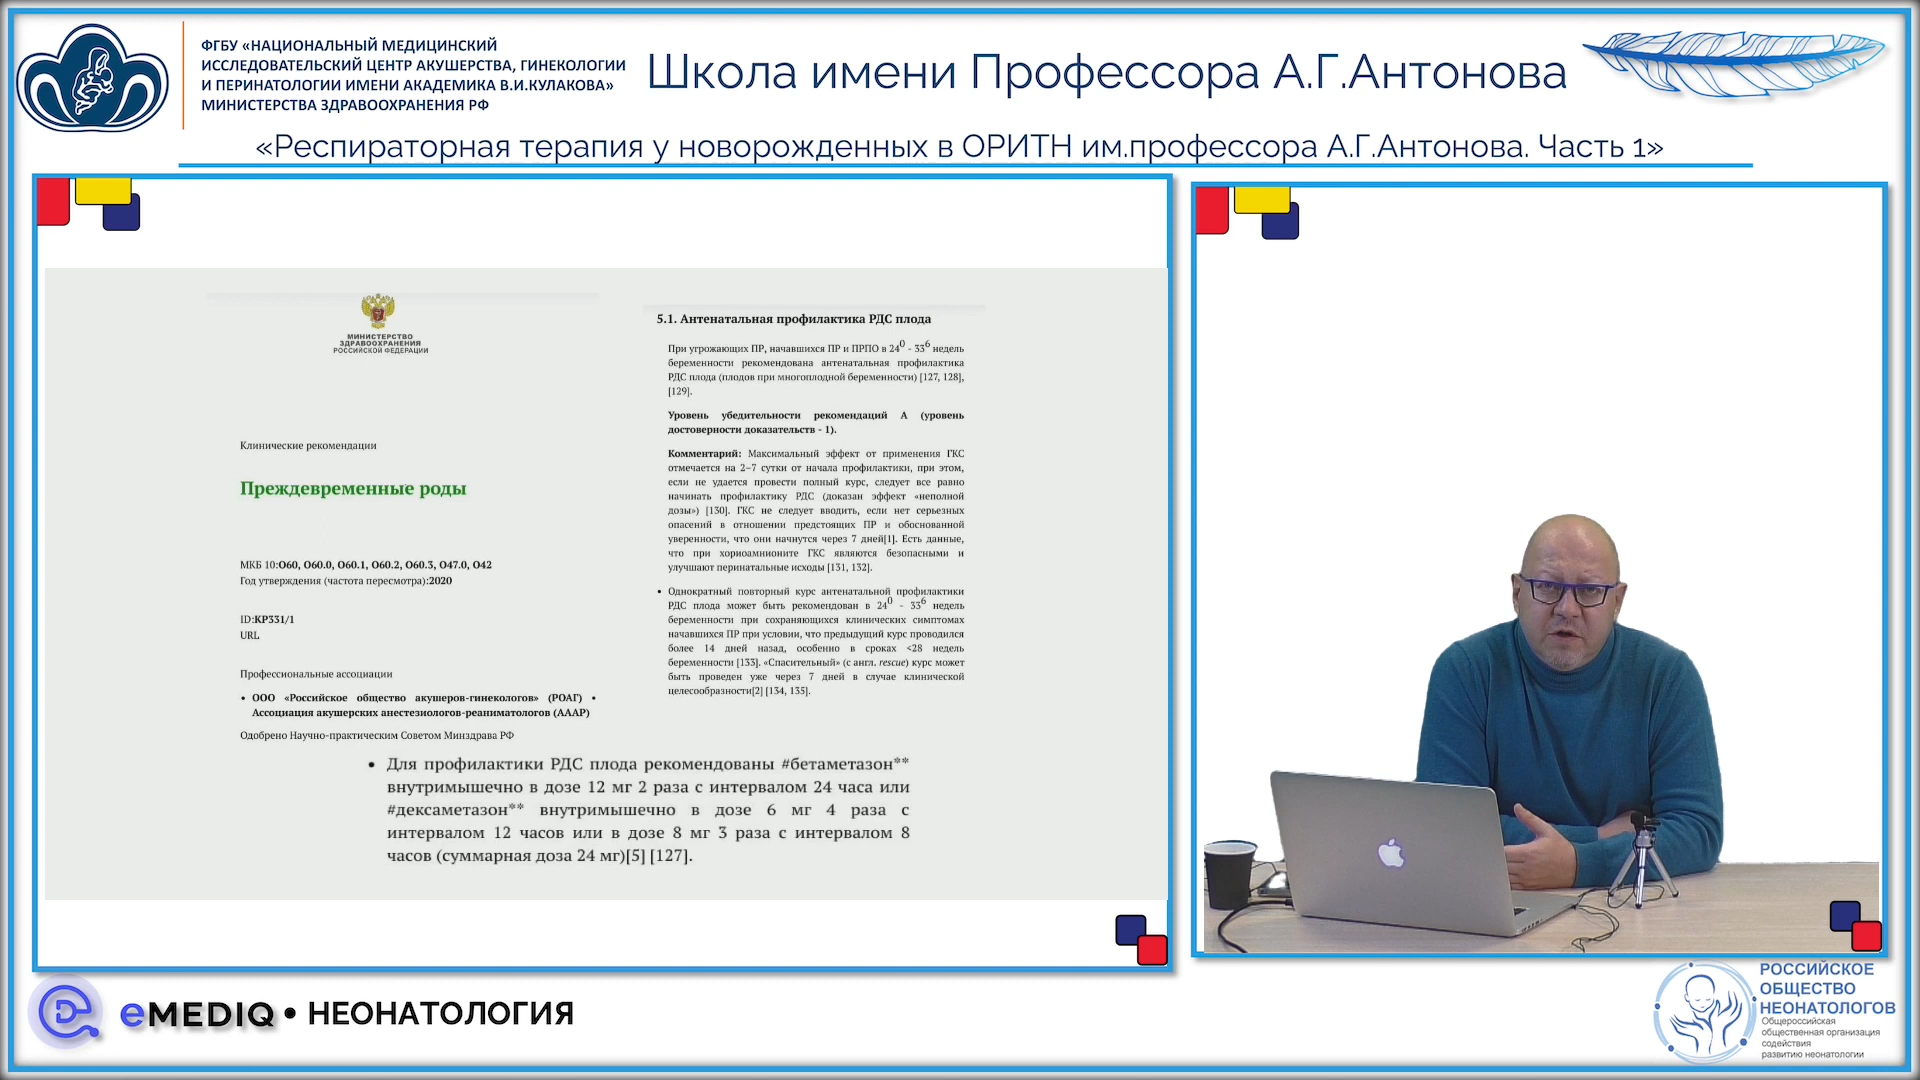 ФГБУ «НАЦИОНАЛЬНЫЙ МЕДИЦИНСКИЙ
ИССЛЕДОВАТЕЛЬСКИЙ ЦЕНТР АКУШЕРСТВА, ГИНЕКОЛОГИИ
И ПЕРИНАТОЛОГИИ ИМЕНИ АКАДЕМИКА В.И.КУЛАКОВА»
МИНИСТЕРСТВА ЗДРАВООХРАНЕНИЯ РФ
Школа имени Профессора А.Г.Антонова
«Респираторная терапия у новорожденных в ОРИТН им.профессора А.Г.Антонова. Часть 1»
МИНИСТЕРСТВО
ЗДРАВООХРАНЕНИЯ
РОССИЙСКОЙ ФЕДЕРАЦИИ
Клинические рекомендации
Преждевременные роды
МКБ 10:O60, O60.0, O60.1, O60.2, O60.3, O47.0, O42
Год утверждения (частота пересмотра):2020
ID:КР331/1
URL
Профессиональные ассоциации
• ООО «Российское общество акушеров-гинекологов» (РОАГ) •
Ассоциация акушерских анестезиологов-реаниматологов (АААР)
Одобрено Научно-практическим Советом Минздрава РФ
5.1. Антенатальная профилактика РДС плода
При угрожающих ПР, начавшихся ПР и ПРПО в 24⁰ - 33⁶ недель
беременности рекомендована антенатальная профилактика
РДС плода (плодов при многоплодной беременности) [127, 128],
[129].
Уровень убедительности рекомендаций А (уровень
достоверности доказательств - 1).
Комментарий: Максимальный эффект от применения ГКС
отмечается на 2–7 сутки от начала профилактики, при этом,
если не удается провести полный курс, следует все равно
начинать профилактику РДС (доказан эффект «неполной
дозы») [130]. ГКС не следует вводить, если нет серьезных
опасений в отношении предстоящих ПР и обоснованной
уверенности, что они начнутся через 7 дней[1]. Есть данные,
что при хориоамнионите ГКС являются безопасными и
улучшают перинатальные исходы [131, 132].
• Однократный повторный курс антенатальной профилактики
РДС плода может быть рекомендован в 24⁰ - 33⁶ недель
беременности при сохраняющихся клинических симптомах
начавшихся ПР при условии, что предыдущий курс проводился
более 14 дней назад, особенно в сроках <28 недель
беременности [133]. «Спасительный» (с англ. rescue) курс может
быть проведен уже через 7 дней в случае клинической
целесообразности[2] [134, 135].
• Для профилактики РДС плода рекомендованы #бетаметазон**
внутримышечно в дозе 12 мг 2 раза с интервалом 24 часа или
#дексаметазон** внутримышечно в дозе 6 мг 4 раза с
интервалом 12 часов или в дозе 8 мг 3 раза с интервалом 8
часов (суммарная доза 24 мг)[5] [127].
eMEDIQ • НЕОНАТОЛОГИЯ
РОССИЙСКОЕ
ОБЩЕСТВО
НЕОНАТОЛОГОВ
Общероссийская
общественная организация
содействия
развитию неонатологии